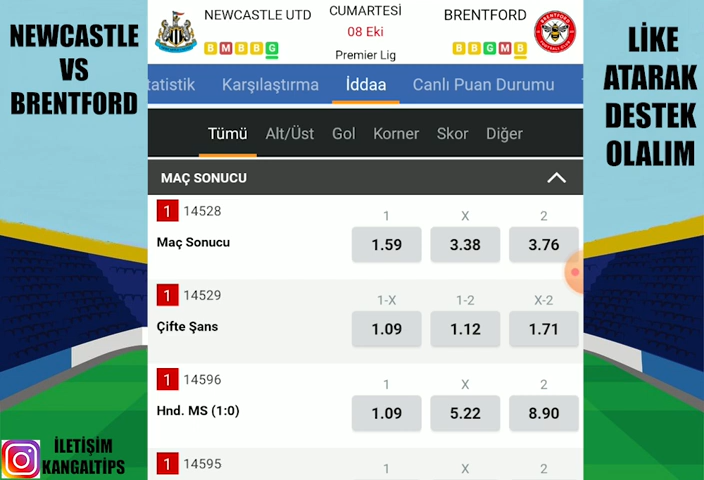 NEWCASTLE
VS
BRENTFORD
NEWCASTLE UTD
B M B B G
CUMARTESİ
08 Eki
Premier Lig
BRENTFORD
B B G M B
tatistik Karşılaştırma İddaa Canlı Puan Durumu
Tümü Alt/Üst Gol Korner Skor Diğer
MAÇ SONUCU
1 14528
1 X 2
Maç Sonucu 1.59 3.38 3.76
1 14529
1-X 1-2 X-2
Çifte Şans 1.09 1.12 1.71
1 14596
1 X 2
Hnd. MS (1:0) 1.09 5.22 8.90
1 14595
1 X 2
LİKE
ATARAK
DESTEK
OLALIM
İLETİŞİM
KANGALTİPS